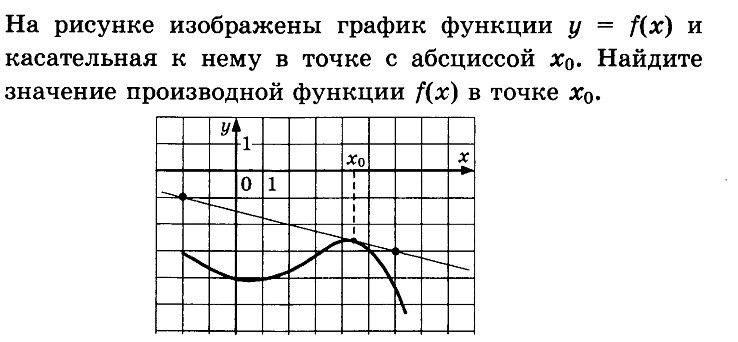 На рисунке изображены график функции y = f(x) и
касательная к нему в точке с абсциссой x₀. Найдите
значение производной функции f(x) в точке x₀.
y
1
x₀
x
0 1